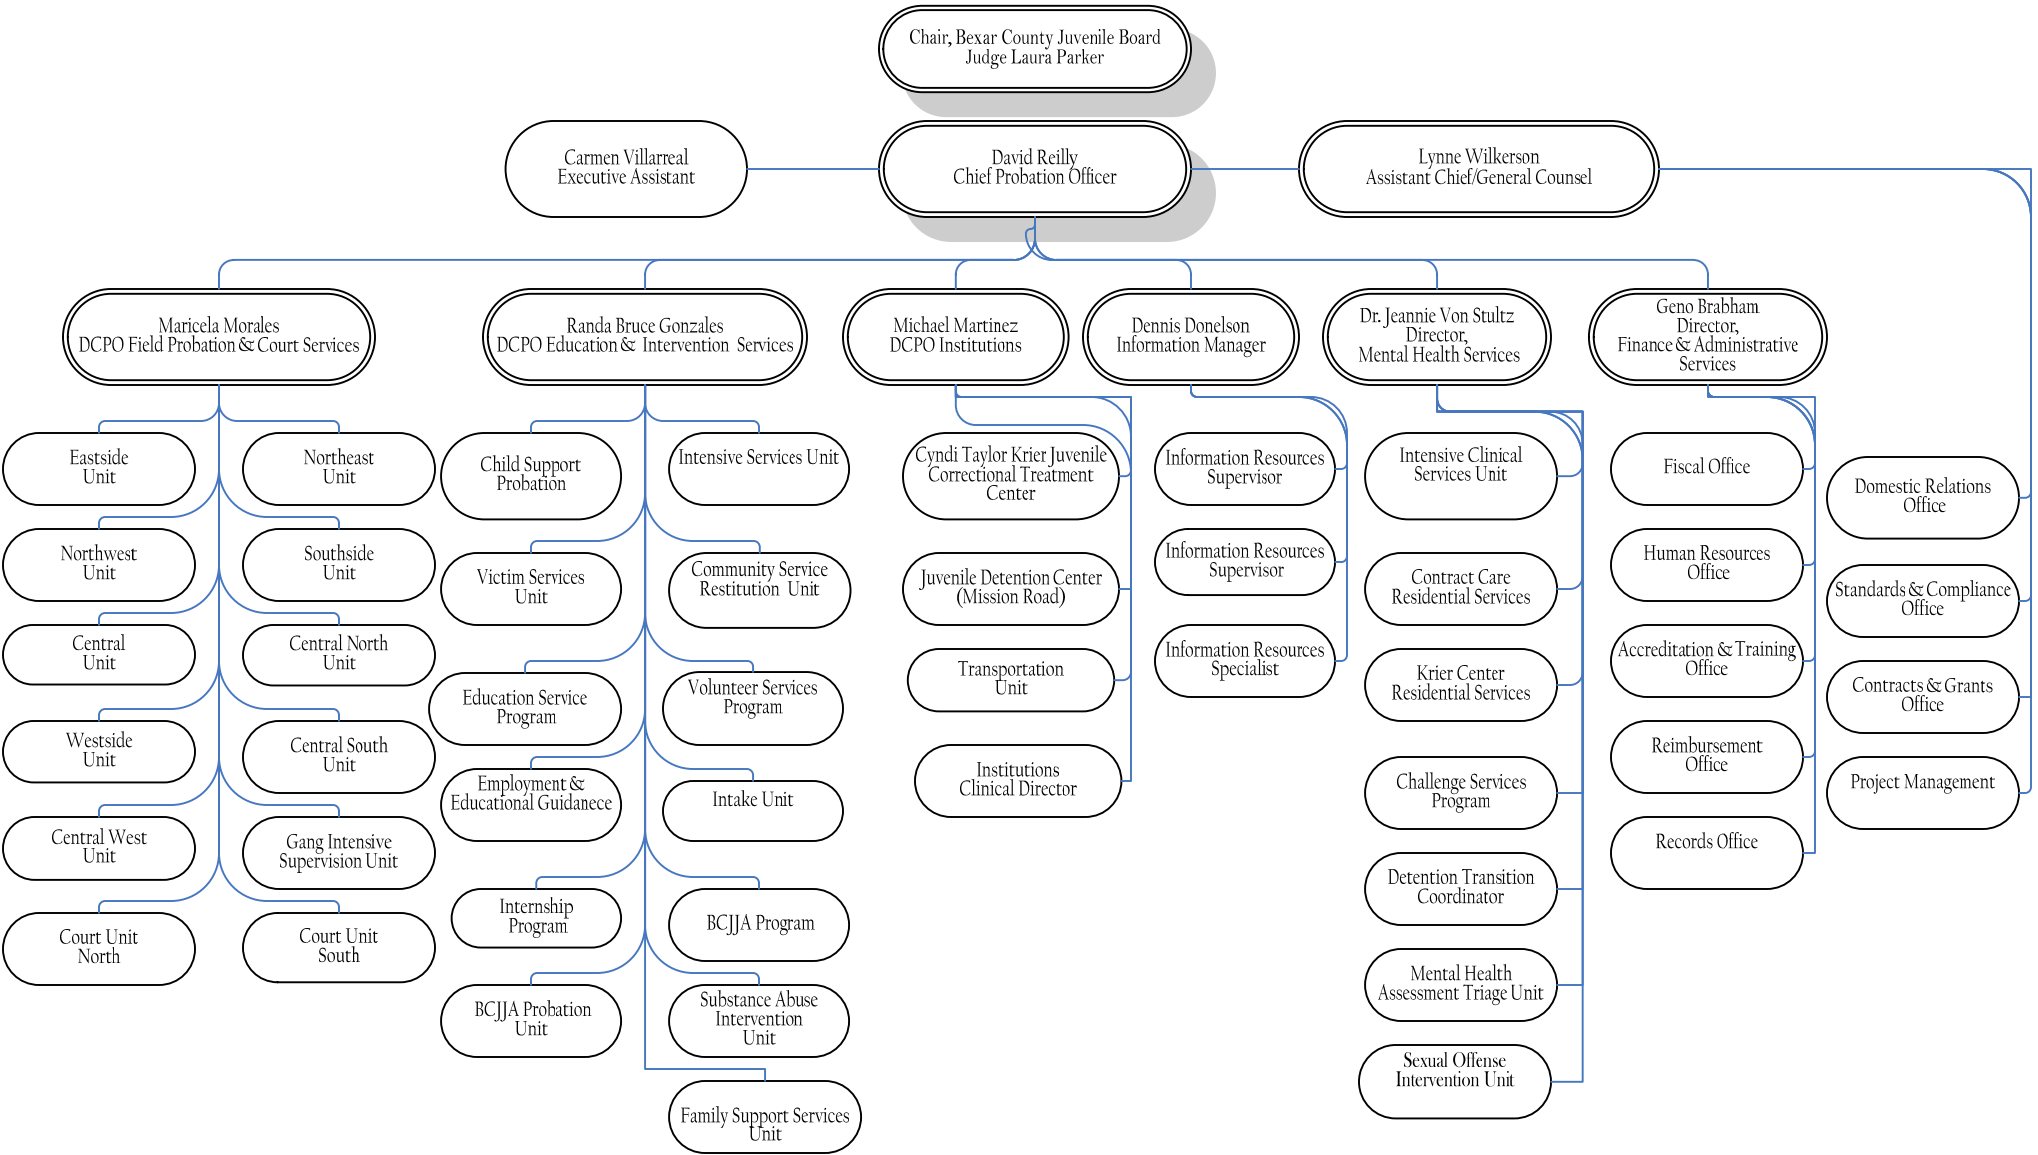 Chair, Bexar County Juvenile Board
Judge Laura Parker
Carmen Villarreal
Executive Assistant
David Reilly
Chief Probation Officer
Lynne Wilkerson
Assistant Chief/General Counsel
Maricela Morales
DCPO Field Probation & Court Services
Randa Bruce Gonzales
DCPO Education & Intervention Services
Michael Martinez
DCPO Institutions
Dennis Donelson
Information Manager
Dr. Jeannie Von Stultz
Director,
Mental Health Services
Geno Brabham
Director,
Finance & Administrative
Services
Eastside
Unit
Northeast
Unit
Northwest
Unit
Southside
Unit
Central
Unit
Central North
Unit
Westside
Unit
Central South
Unit
Central West
Unit
Gang Intensive
Supervision Unit
Court Unit
North
Court Unit
South
Child Support
Probation
Intensive Services Unit
Victim Services
Unit
Community Service
Restitution Unit
Education Service
Program
Volunteer Services
Program
Employment &
Educational Guidanece
Intake Unit
Internship
Program
BCJJA Program
BCJJA Probation
Unit
Substance Abuse
Intervention
Unit
Family Support Services
Unit
Cyndi Taylor Krier Juvenile
Correctional Treatment
Center
Juvenile Detention Center
(Mission Road)
Transportation
Unit
Institutions
Clinical Director
Information Resources
Supervisor
Information Resources
Supervisor
Information Resources
Specialist
Intensive Clinical
Services Unit
Contract Care
Residential Services
Krier Center
Residential Services
Challenge Services
Program
Detention Transition
Coordinator
Mental Health
Assessment Triage Unit
Sexual Offense
Intervention Unit
Fiscal Office
Human Resources
Office
Accreditation & Training
Office
Reimbursement
Office
Records Office
Domestic Relations
Office
Standards & Compliance
Office
Contracts & Grants
Office
Project Management